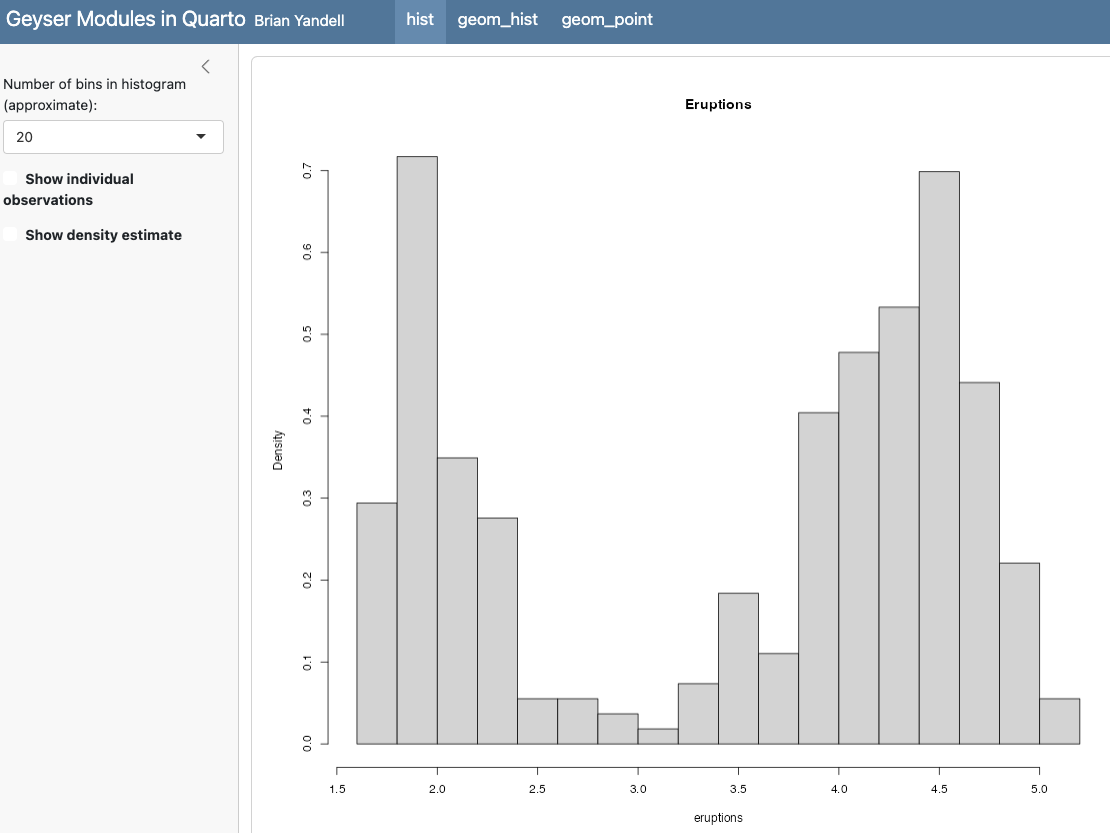 Geyser Modules in Quarto Brian Yandell hist geom_hist geom_point
Number of bins in histogram
(approximate):
20
Show individual
observations
Show density estimate
Eruptions
0.7
0.6
0.5
0.4
0.3
0.2
0.1
0.0
Density
1.5 2.0 2.5 3.0 3.5 4.0 4.5 5.0
eruptions